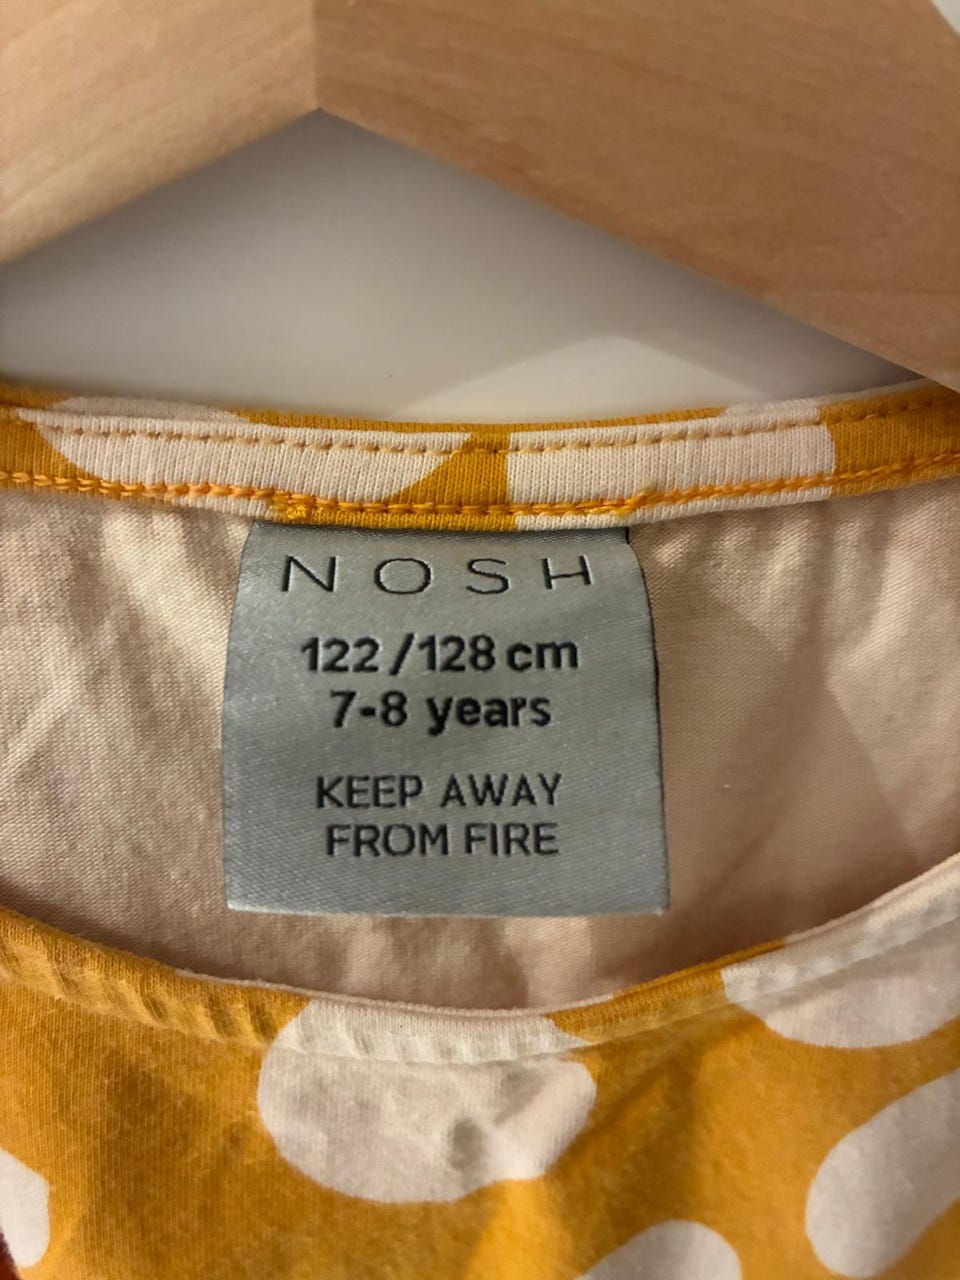 NOSH
122/128 cm
7-8 years
KEEP AWAY
FROM FIRE